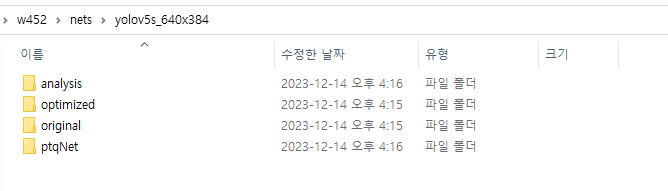 w452 > nets > yolov5s_640x384
이름 수정한 날짜 유형 크기
analysis 2023-12-14 오후 4:16 파일 폴더
optimized 2023-12-14 오후 4:15 파일 폴더
original 2023-12-14 오후 4:15 파일 폴더
ptqNet 2023-12-14 오후 4:16 파일 폴더